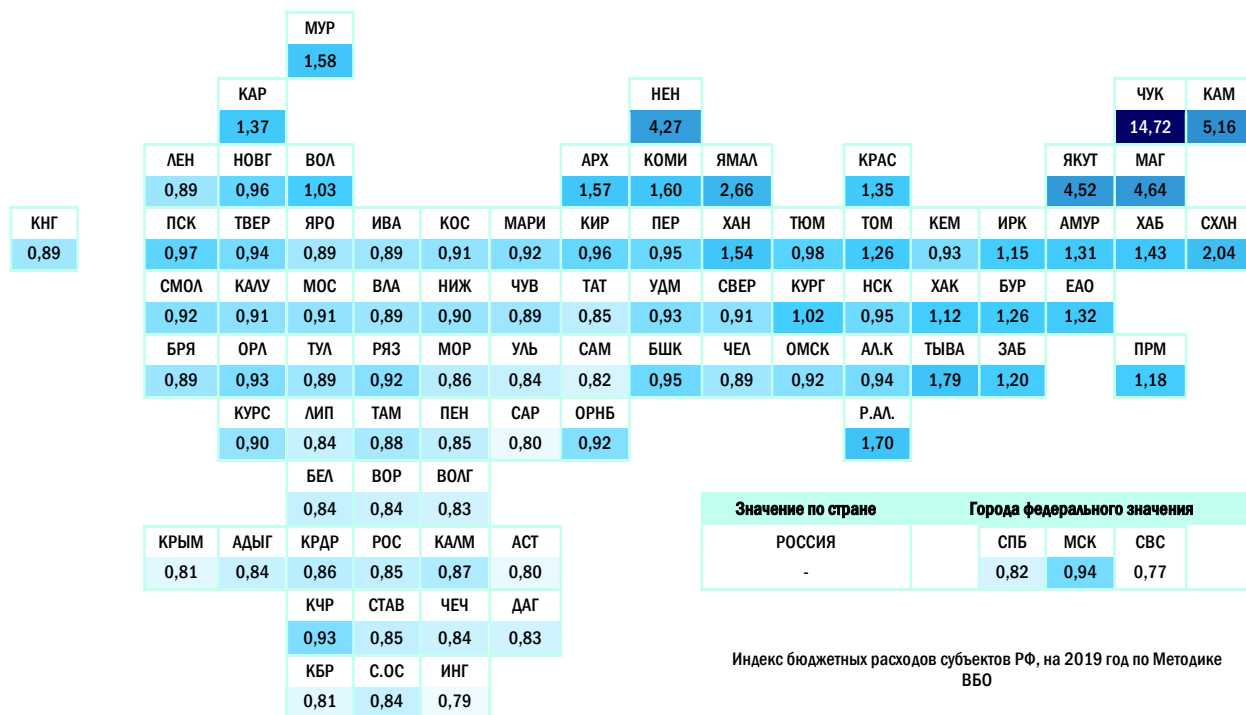 МУР
1,58
КАР НЕН ЧУК КАМ
1,37 4,27 14,72 5,16
ЛЕН НОВГ ВОЛ АРХ КОМИ ЯМАЛ КРАС ЯКУТ МАГ
0,89 0,96 1,03 1,57 1,60 2,66 1,35 4,52 4,64
КНГ ПСК ТВЕР ЯРО ИВА КОС МАРИ КИР ПЕР ХАН ТЮМ ТОМ КЕМ ИРК АМУР ХАБ СХЛН
0,89 0,97 0,94 0,89 0,89 0,91 0,92 0,96 0,95 1,54 0,98 1,26 0,93 1,15 1,31 1,43 2,04
СМОЛ КАЛУ МОС ВЛА НИЖ ЧУВ ТАТ УДМ СВЕР КУРГ НСК ХАК БУР ЕАО
0,92 0,91 0,91 0,89 0,90 0,89 0,85 0,93 0,91 1,02 0,95 1,12 1,26 1,32
БРЯ ОРЛ ТУЛ РЯЗ МОР УЛЬ САМ БШК ЧЕЛ ОМСК АЛ.К ТЫВА ЗАБ ПРМ
0,89 0,93 0,89 0,92 0,86 0,84 0,82 0,95 0,89 0,92 0,94 1,79 1,20 1,18
КУРС ЛИП ТАМ ПЕН САР ОРНБ Р.АЛ.
0,90 0,84 0,88 0,85 0,80 0,92 1,70
БЕЛ ВОР ВОЛГ
0,84 0,84 0,83
Значение по стране Города федерального значения
КРЫМ АДЫГ КРДР РОС КАЛМ АСТ РОССИЯ СПБ МСК СВС
0,81 0,84 0,86 0,85 0,87 0,80 - 0,82 0,94 0,77
КЧР СТАВ ЧЕЧ ДАГ
0,93 0,85 0,84 0,83
КБР С.ОС ИНГ
0,81 0,84 0,79
Индекс бюджетных расходов субъектов РФ, на 2019 год по Методике
ВБО